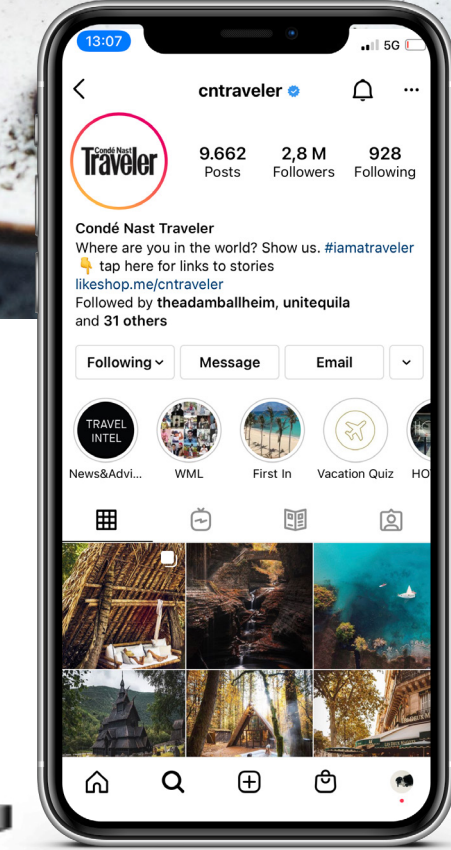 13:07
5G
cntraveler
Condé Nast
Traveler
9.662 2,8 M 928
Posts Followers Following
Condé Nast Traveler
Where are you in the world? Show us. #iamatraveler
👇 tap here for links to stories
likeshop.me/cntraveler
Followed by theadamballheim, unitequila
and 31 others
Following Message Email
TRAVEL
INTEL
News&Advi... WML First In Vacation Quiz HO